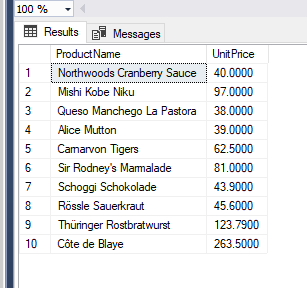 100 %
Results Messages
ProductName UnitPrice
1 Northwoods Cranberry Sauce 40.0000
2 Mishi Kobe Niku 97.0000
3 Queso Manchego La Pastora 38.0000
4 Alice Mutton 39.0000
5 Carnarvon Tigers 62.5000
6 Sir Rodney's Marmalade 81.0000
7 Schoggi Schokolade 43.9000
8 Rössle Sauerkraut 45.6000
9 Thüringer Rostbratwurst 123.7900
10 Côte de Blaye 263.5000